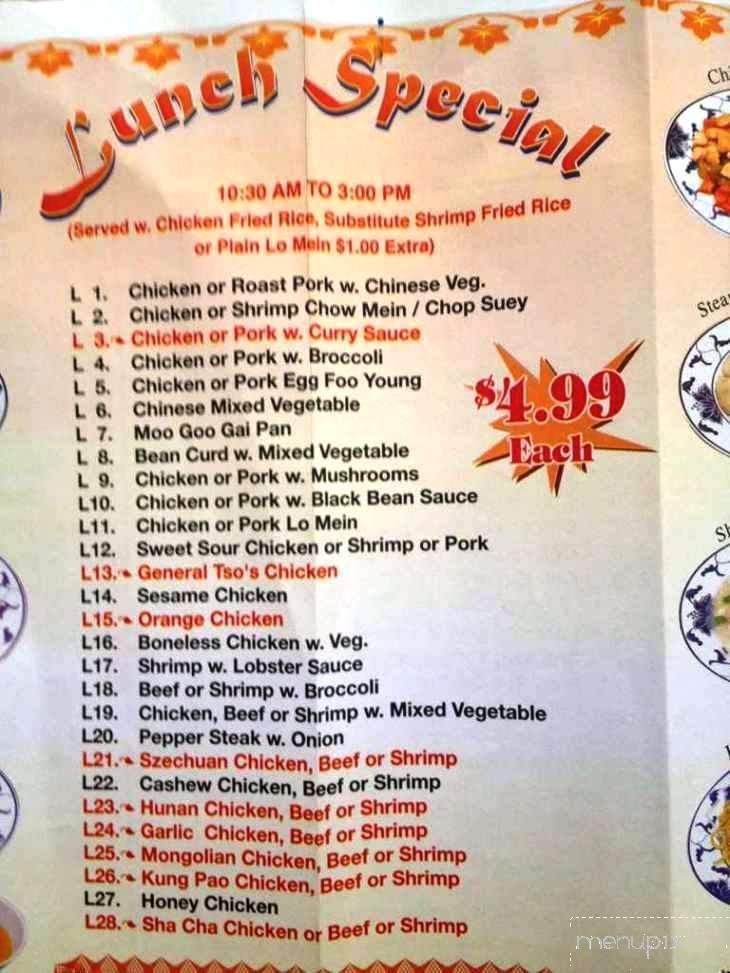 Lunch Special
10:30 AM TO 3:00 PM
(Served w. Chicken Fried Rice, Substitute Shrimp Fried Rice
or Plain Lo Mein $1.00 Extra)
L 1. Chicken or Roast Pork w. Chinese Veg.
L 2. Chicken or Shrimp Chow Mein / Chop Suey
L 3. Chicken or Pork w. Curry Sauce
L 4. Chicken or Pork w. Broccoli
L 5. Chicken or Pork Egg Foo Young
L 6. Chinese Mixed Vegetable
L 7. Moo Goo Gai Pan
L 8. Bean Curd w. Mixed Vegetable
L 9. Chicken or Pork w. Mushrooms
L10. Chicken or Pork w. Black Bean Sauce
L11. Chicken or Pork Lo Mein
L12. Sweet Sour Chicken or Shrimp or Pork
L13. General Tso's Chicken
L14. Sesame Chicken
L15. Orange Chicken
L16. Boneless Chicken w. Veg.
L17. Shrimp w. Lobster Sauce
L18. Beef or Shrimp w. Broccoli
L19. Chicken, Beef or Shrimp w. Mixed Vegetable
L20. Pepper Steak w. Onion
L21. Szechuan Chicken, Beef or Shrimp
L22. Cashew Chicken, Beef or Shrimp
L23. Hunan Chicken, Beef or Shrimp
L24. Garlic Chicken, Beef or Shrimp
L25. Mongolian Chicken, Beef or Shrimp
L26. Kung Pao Chicken, Beef or Shrimp
L27. Honey Chicken
L28. Sha Cha Chicken or Beef or Shrimp
$4.99
Each